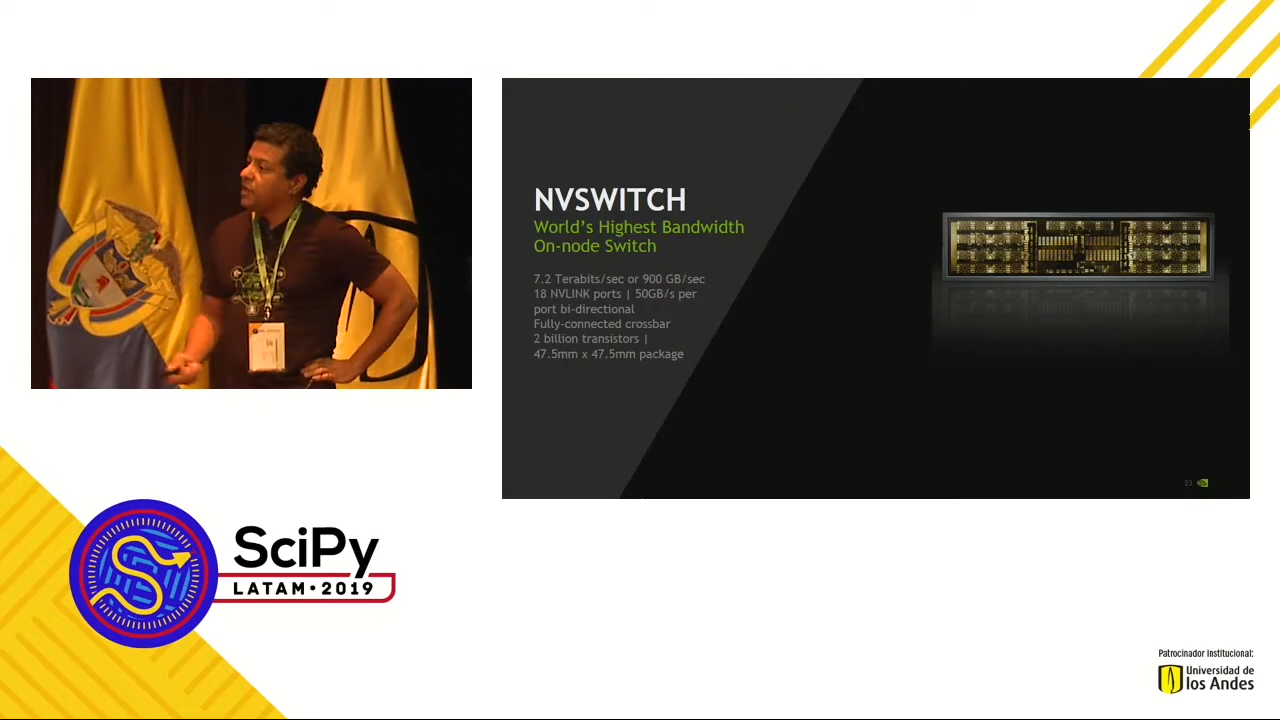 NVSWITCH
World's Highest Bandwidth
On-node Switch
7.2 Terabits/sec or 900 GB/sec
18 NVLINK ports | 50GB/s per
port bi-directional
Fully-connected crossbar
2 billion transistors |
47.5mm x 47.5mm package
23
SciPy
LATAM • 2019
Patrocinador Institucional:
Universidad de
los Andes